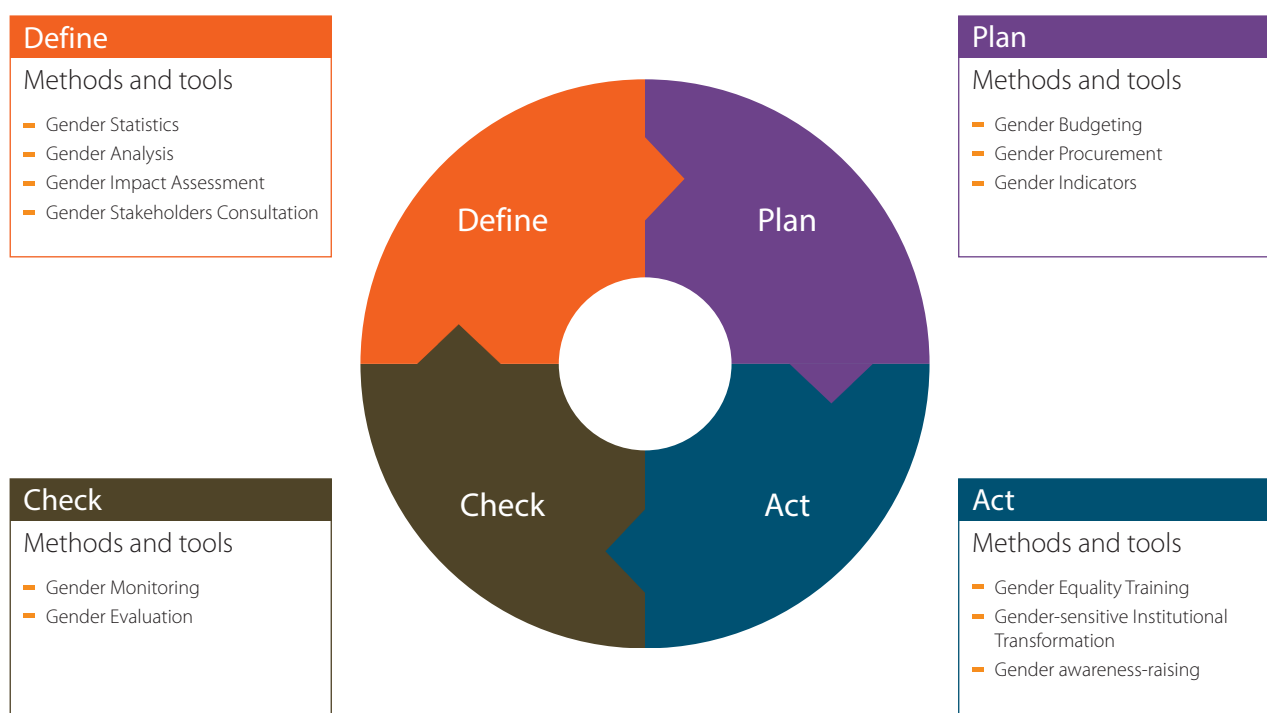 Define
Methods and tools
Gender Statistics
Gender Analysis
Gender Impact Assessment
Gender Stakeholders Consultation
Plan
Methods and tools
Gender Budgeting
Gender Procurement
Gender Indicators
Define
Plan
Check
Act
Check
Methods and tools
Gender Monitoring
Gender Evaluation
Act
Methods and tools
Gender Equality Training
Gender-sensitive Institutional
Transformation
Gender awareness-raising